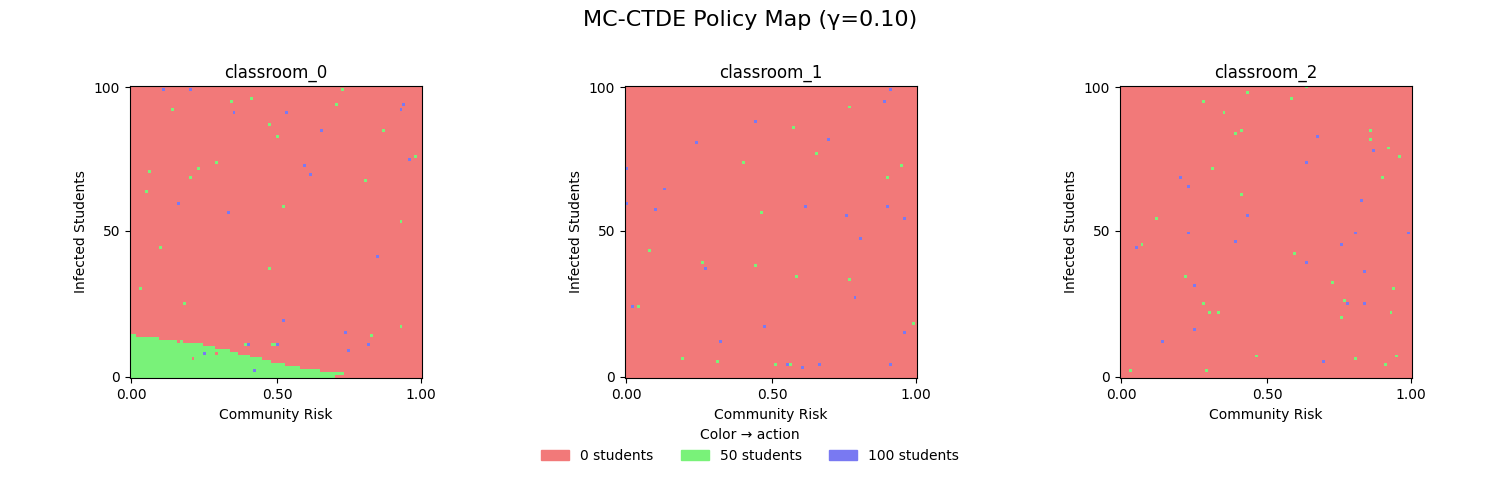 MC-CTDE Policy Map (γ=0.10)
classroom_0
classroom_1
classroom_2
100
50
0
Infected Students
0.00
0.50
1.00
Community Risk
100
50
0
Infected Students
0.00
0.50
1.00
Community Risk
100
50
0
Infected Students
0.00
0.50
1.00
Community Risk
Color → action
0 students
50 students
100 students